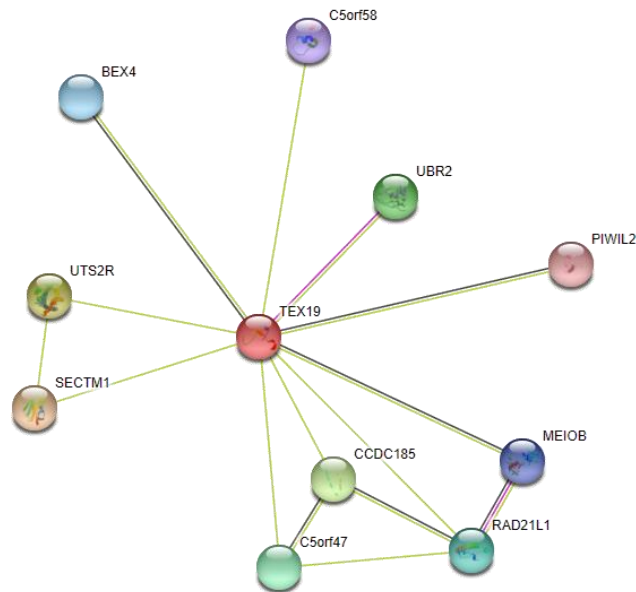 C5orf58
BEX4
UBR2
PIWIL2
UTS2R
TEX19
SECTM1
MEIOB
CCDC185
RAD21L1
C5orf47